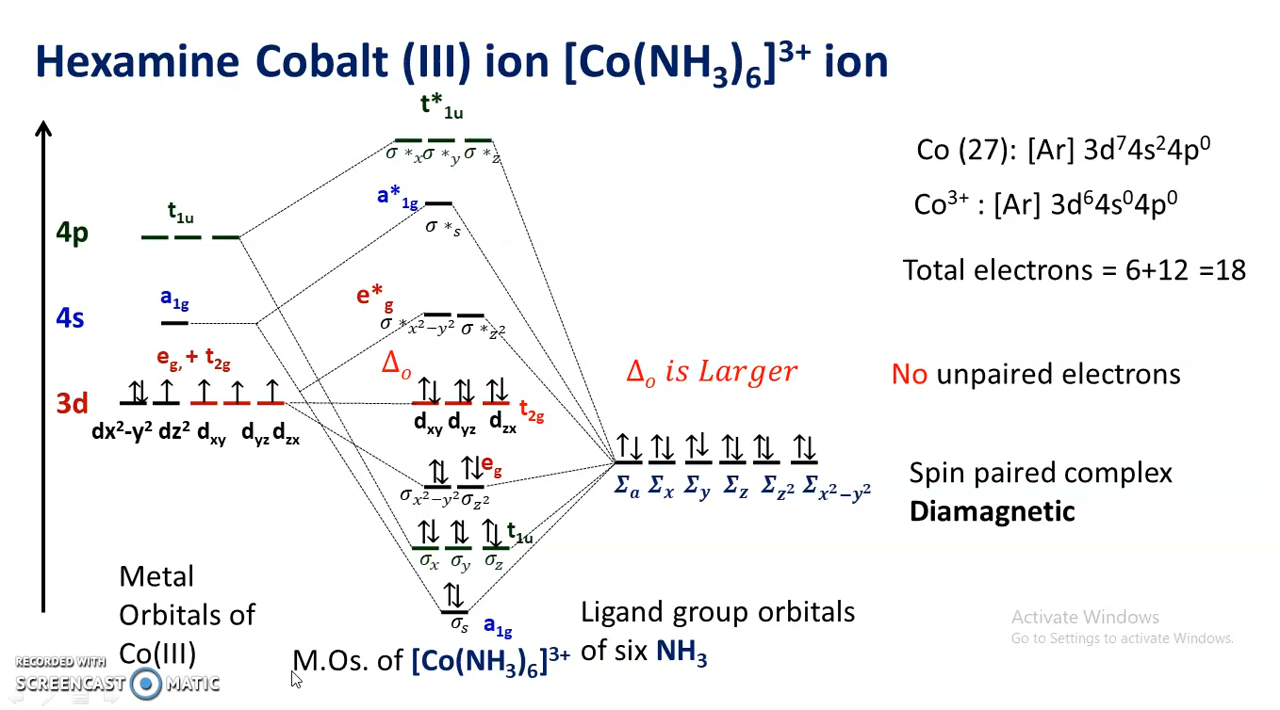 Hexamine Cobalt (III) ion [Co(NH₃)₆]³⁺ ion
t*₁ᵤ
σ *ₓ σ *ᵧ σ *z
Co (27): [Ar] 3d⁷4s²4p⁰
a*₁g
σ *ₛ
Co³⁺ : [Ar] 3d⁶4s⁰4p⁰
t₁ᵤ
4p
Total electrons = 6+12 =18
a₁g
4s
e*g
σ *x²−y² σ *z²
eg, + t₂g
Δₒ
Δₒ is Larger
No unpaired electrons
3d
t₂g
dx²-y² dz² dxy dyz dzx
dxy dyz dzx
eg
σx²−y² σz²
Σₐ Σₓ Σᵧ Σz Σz² Σx²−y²
Spin paired complex
Diamagnetic
t₁ᵤ
σₓ σᵧ σz
Metal
Orbitals of
Co(III)
σₛ
a₁g
Ligand group orbitals
of six NH₃
M.Os. of [Co(NH₃)₆]³⁺
Activate Windows
Go to Settings to activate Windows.
RECORDED WITH
SCREENCAST MATIC